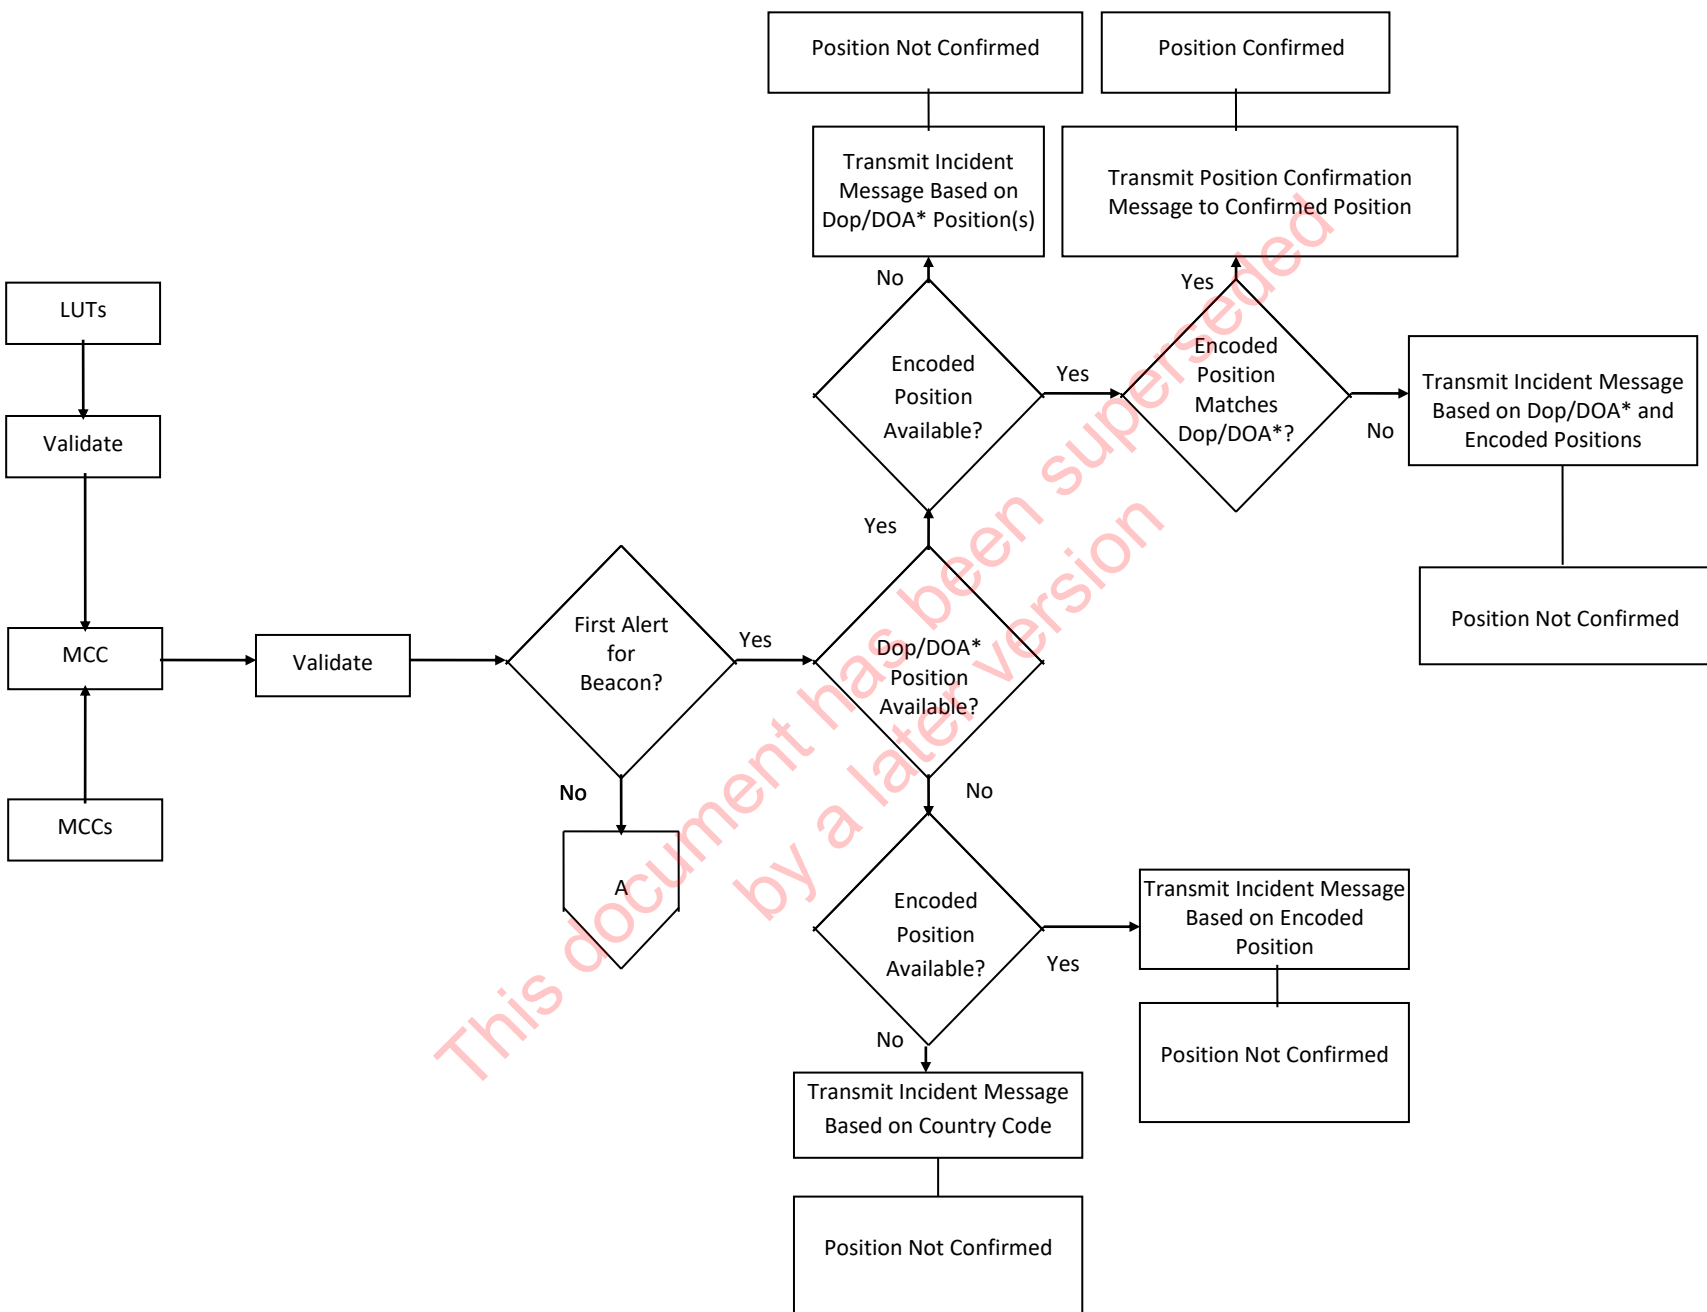 Position Not Confirmed
Position Confirmed
Transmit Incident
Message Based on
Dop/DOA* Position(s)
Transmit Position Confirmation
Message to Confirmed Position
No
Yes
LUTs
Encoded
Position
Available?
Yes
Encoded
Position
Matches
Dop/DOA*?
No
Transmit Incident Message
Based on Dop/DOA* and
Encoded Positions
Validate
Yes
Position Not Confirmed
MCC
Validate
First Alert
for
Beacon?
Yes
Dop/DOA*
Position
Available?
No
No
MCCs
A
Encoded
Position
Available?
Yes
Transmit Incident Message
Based on Encoded
Position
No
Position Not Confirmed
Transmit Incident Message
Based on Country Code
Position Not Confirmed
This document has been superseded
by a later version